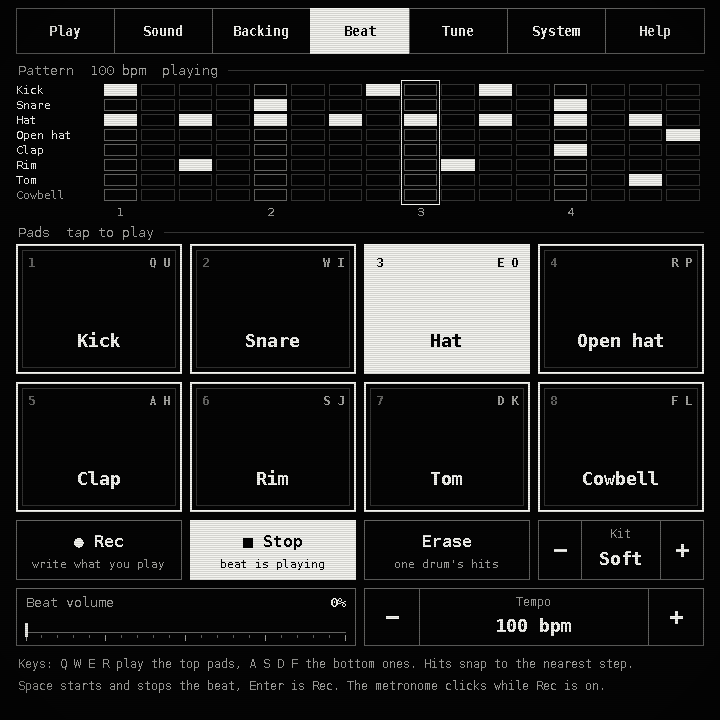 Play Sound Backing Beat Tune System Help
Pattern 100 bpm playing
Kick
Snare
Hat
Open hat
Clap
Rim
Tom
Cowbell
1 2 3 4
Pads tap to play
1 Q U 2 W I 3 E O 4 R P
Kick Snare Hat Open hat
5 A H 6 S J 7 D K 8 F L
Clap Rim Tom Cowbell
● Rec ■ Stop Erase Kit
write what you play beat is playing one drum's hits − Soft +
Beat volume 0% Tempo
− 100 bpm +
Keys: Q W E R play the top pads, A S D F the bottom ones. Hits snap to the nearest step.
Space starts and stops the beat, Enter is Rec. The metronome clicks while Rec is on.